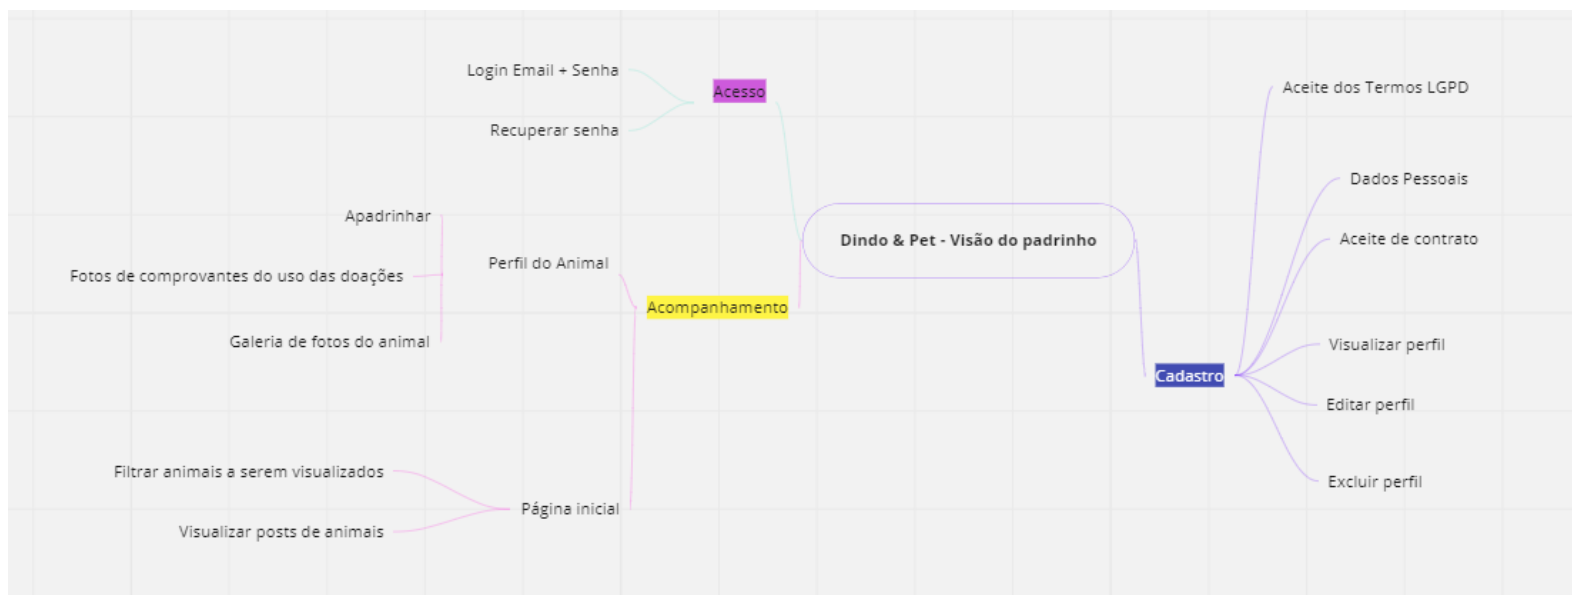 Login Email + Senha
Acesso
Recuperar senha
Aceite dos Termos LGPD
Dados Pessoais
Aceite de contrato
Dindo & Pet - Visão do padrinho
Apadrinhar
Perfil do Animal
Fotos de comprovantes do uso das doações
Acompanhamento
Galeria de fotos do animal
Visualizar perfil
Cadastro
Editar perfil
Excluir perfil
Filtrar animais a serem visualizados
Página inicial
Visualizar posts de animais